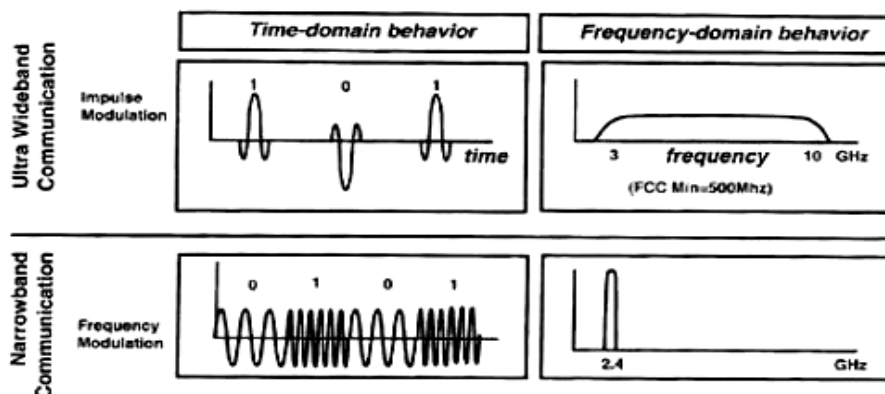 Time-domain behavior
Frequency-domain behavior
Ultra Wideband
Communication
Impulse
Modulation
1
0
1
time
3
frequency
10
GHz
(FCC Min=500Mhz)
Narrowband
Communication
Frequency
Modulation
0
1
0
1
2.4
GHz